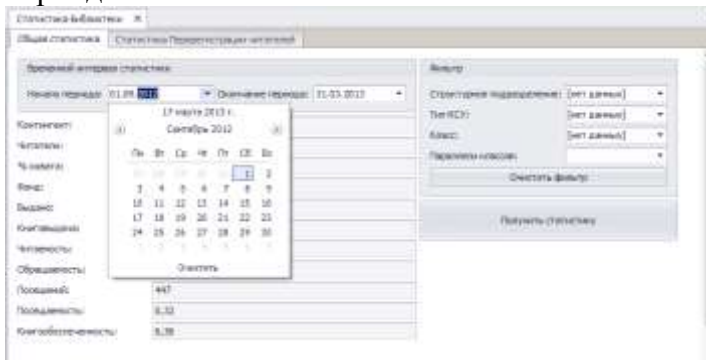 Статистика Библиотеки
Общая статистика Статистика Перерегистрации читателей
Временной интервал статистики
Начало периода: 01.09.2012 Окончание периода: 31.03.2013
17 марта 2013 г.
Сентябрь 2012
Пн Вт Ср Чт Пт Сб Вс
1 2
3 4 5 6 7 8 9
10 11 12 13 14 15 16
17 18 19 20 21 22 23
24 25 26 27 28 29 30
Очистить
Контингент:
Читатели:
% охвата:
Фонд:
Выдано:
Книговыдача:
Читаемость:
Обращаемость:
Посещений: 447
Посещаемость:
Книгообеспеченность:
Фильтр
Структурное подразделение: [нет данных]
Тип КСУ: [нет данных]
Класс: [нет данных]
Параллели классов:
Очистить фильтр
Получить статистику